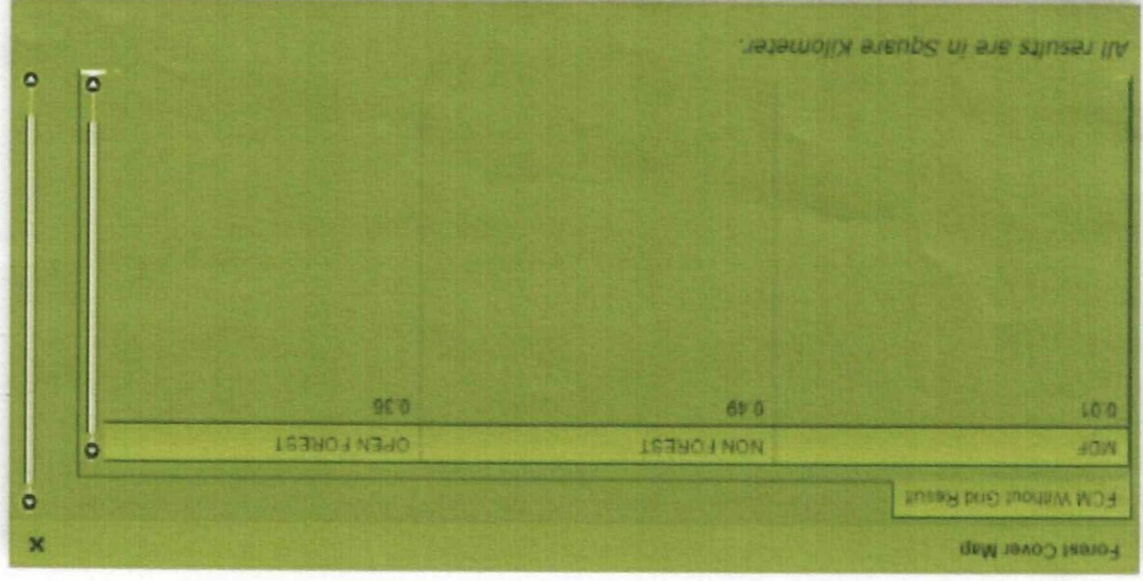 Forest Cover Map X
FCM Without Grid Result
MDF NON FOREST OPEN FOREST
0.01 0.49 0.36
All results are in Square Kilometer.